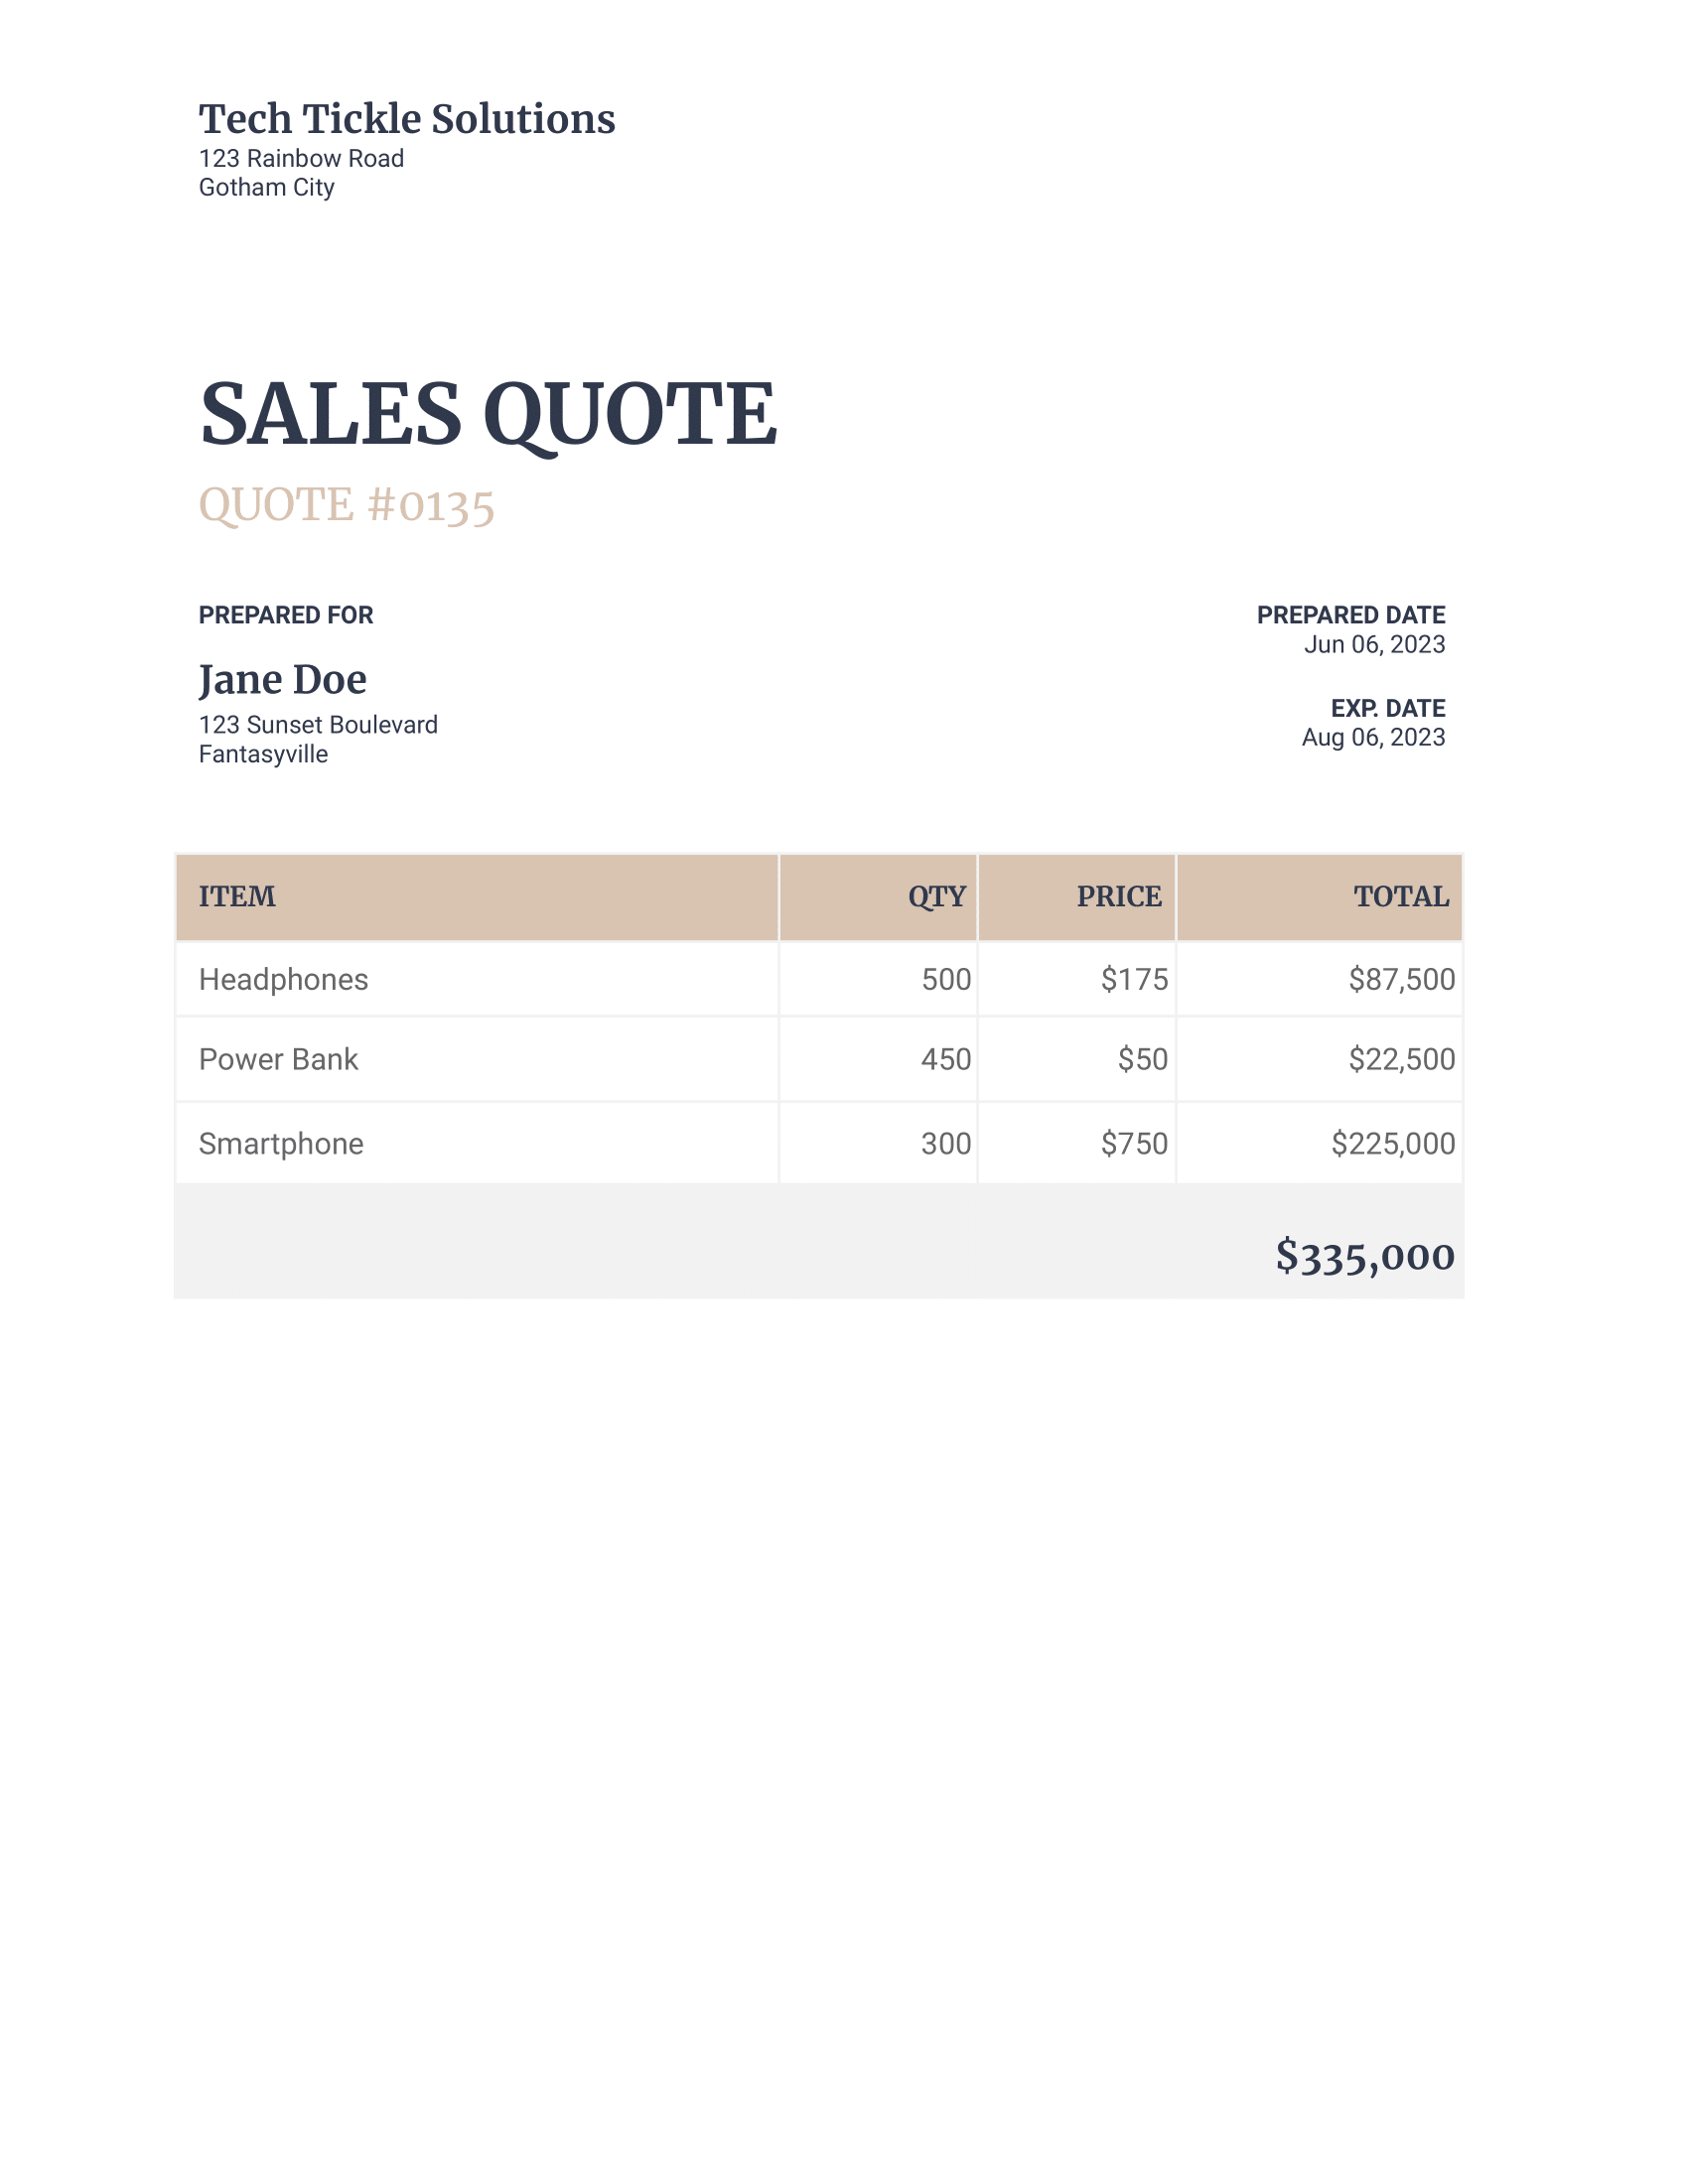 Tech Tickle Solutions
123 Rainbow Road
Gotham City
SALES QUOTE
QUOTE #0135
PREPARED FOR
Jane Doe
123 Sunset Boulevard
Fantasyville
PREPARED DATE
Jun 06, 2023
EXP. DATE
Aug 06, 2023
ITEM QTY PRICE TOTAL
Headphones 500 $175 $87,500
Power Bank 450 $50 $22,500
Smartphone 300 $750 $225,000
$335,000